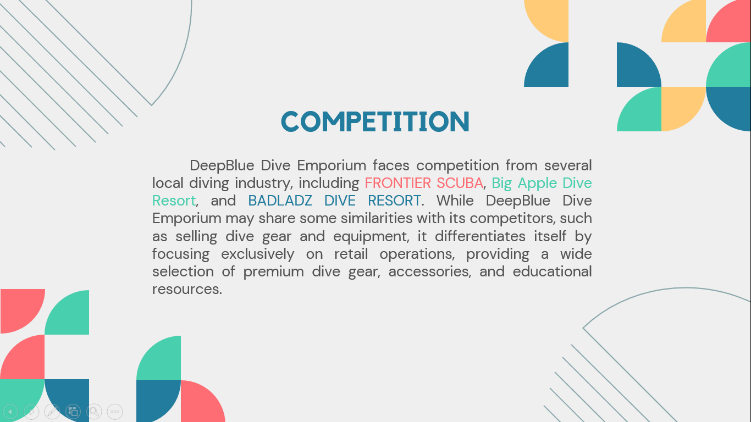 COMPETITION
DeepBlue Dive Emporium faces competition from several
local diving industry, including FRONTIER SCUBA, Big Apple Dive
Resort, and BADLADZ DIVE RESORT. While DeepBlue Dive
Emporium may share some similarities with its competitors, such
as selling dive gear and equipment, it differentiates itself by
focusing exclusively on retail operations, providing a wide
selection of premium dive gear, accessories, and educational
resources.